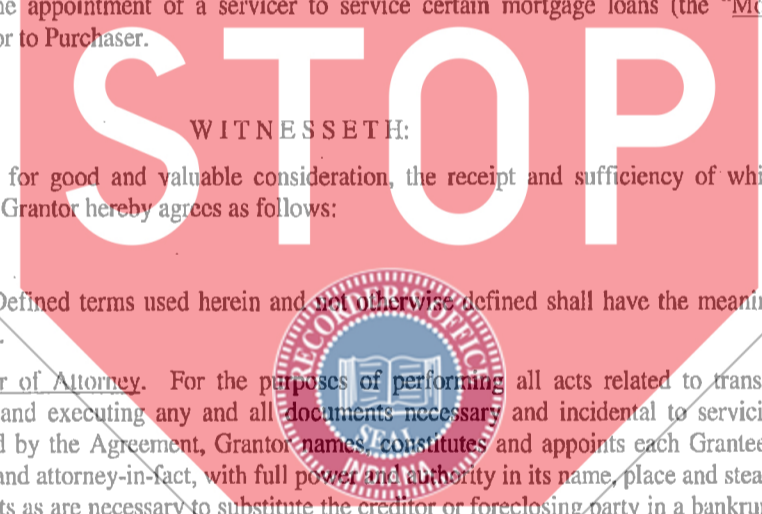 appointment of a servicer to service certain mortgage loans (the "Mo
or to Purchaser.
STOP
WITNESSETH:
for good and valuable consideration, the receipt and sufficiency of whi
Grantor hereby agrees as follows:
Defined terms used herein and not otherwise defined shall have the meanin
r of Attorney. For the purposes of performing all acts related to trans
and executing any and all documents necessary and incidental to servici
d by the Agreement, Grantor names, constitutes and appoints each Grantee
and attorney-in-fact, with full power and authority in its name, place and stea
ts as are necessary to substitute the creditor or foreclosing party in a bankru
RECORDER'S OFFICE
SEAL
INDIANA